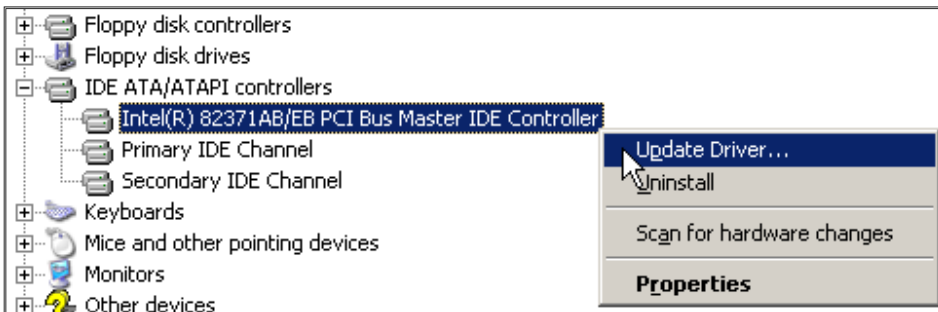 Floppy disk controllers
Floppy disk drives
IDE ATA/ATAPI controllers
Intel(R) 82371AB/EB PCI Bus Master IDE Controller
Primary IDE Channel
Secondary IDE Channel
Keyboards
Mice and other pointing devices
Monitors
Other devices
Update Driver...
Uninstall
Scan for hardware changes
Properties